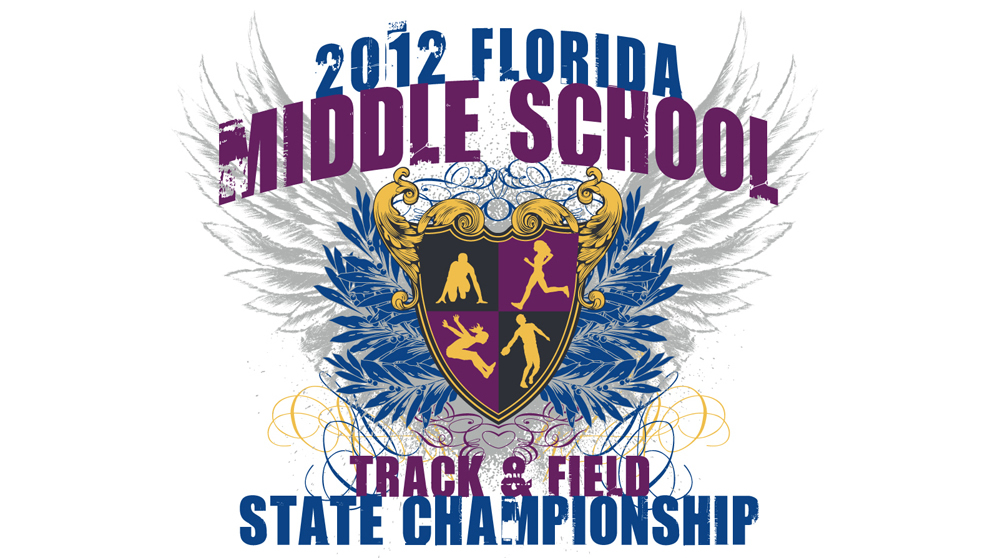 2012 FLORIDA
MIDDLE SCHOOL
TRACK & FIELD
STATE CHAMPIONSHIP